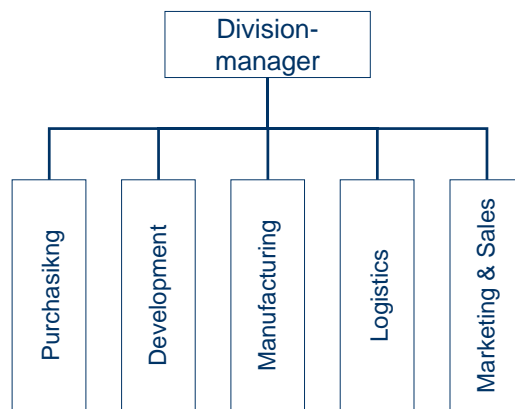 Division-
manager
Purchasikng
Development
Manufacturing
Logistics
Marketing & Sales